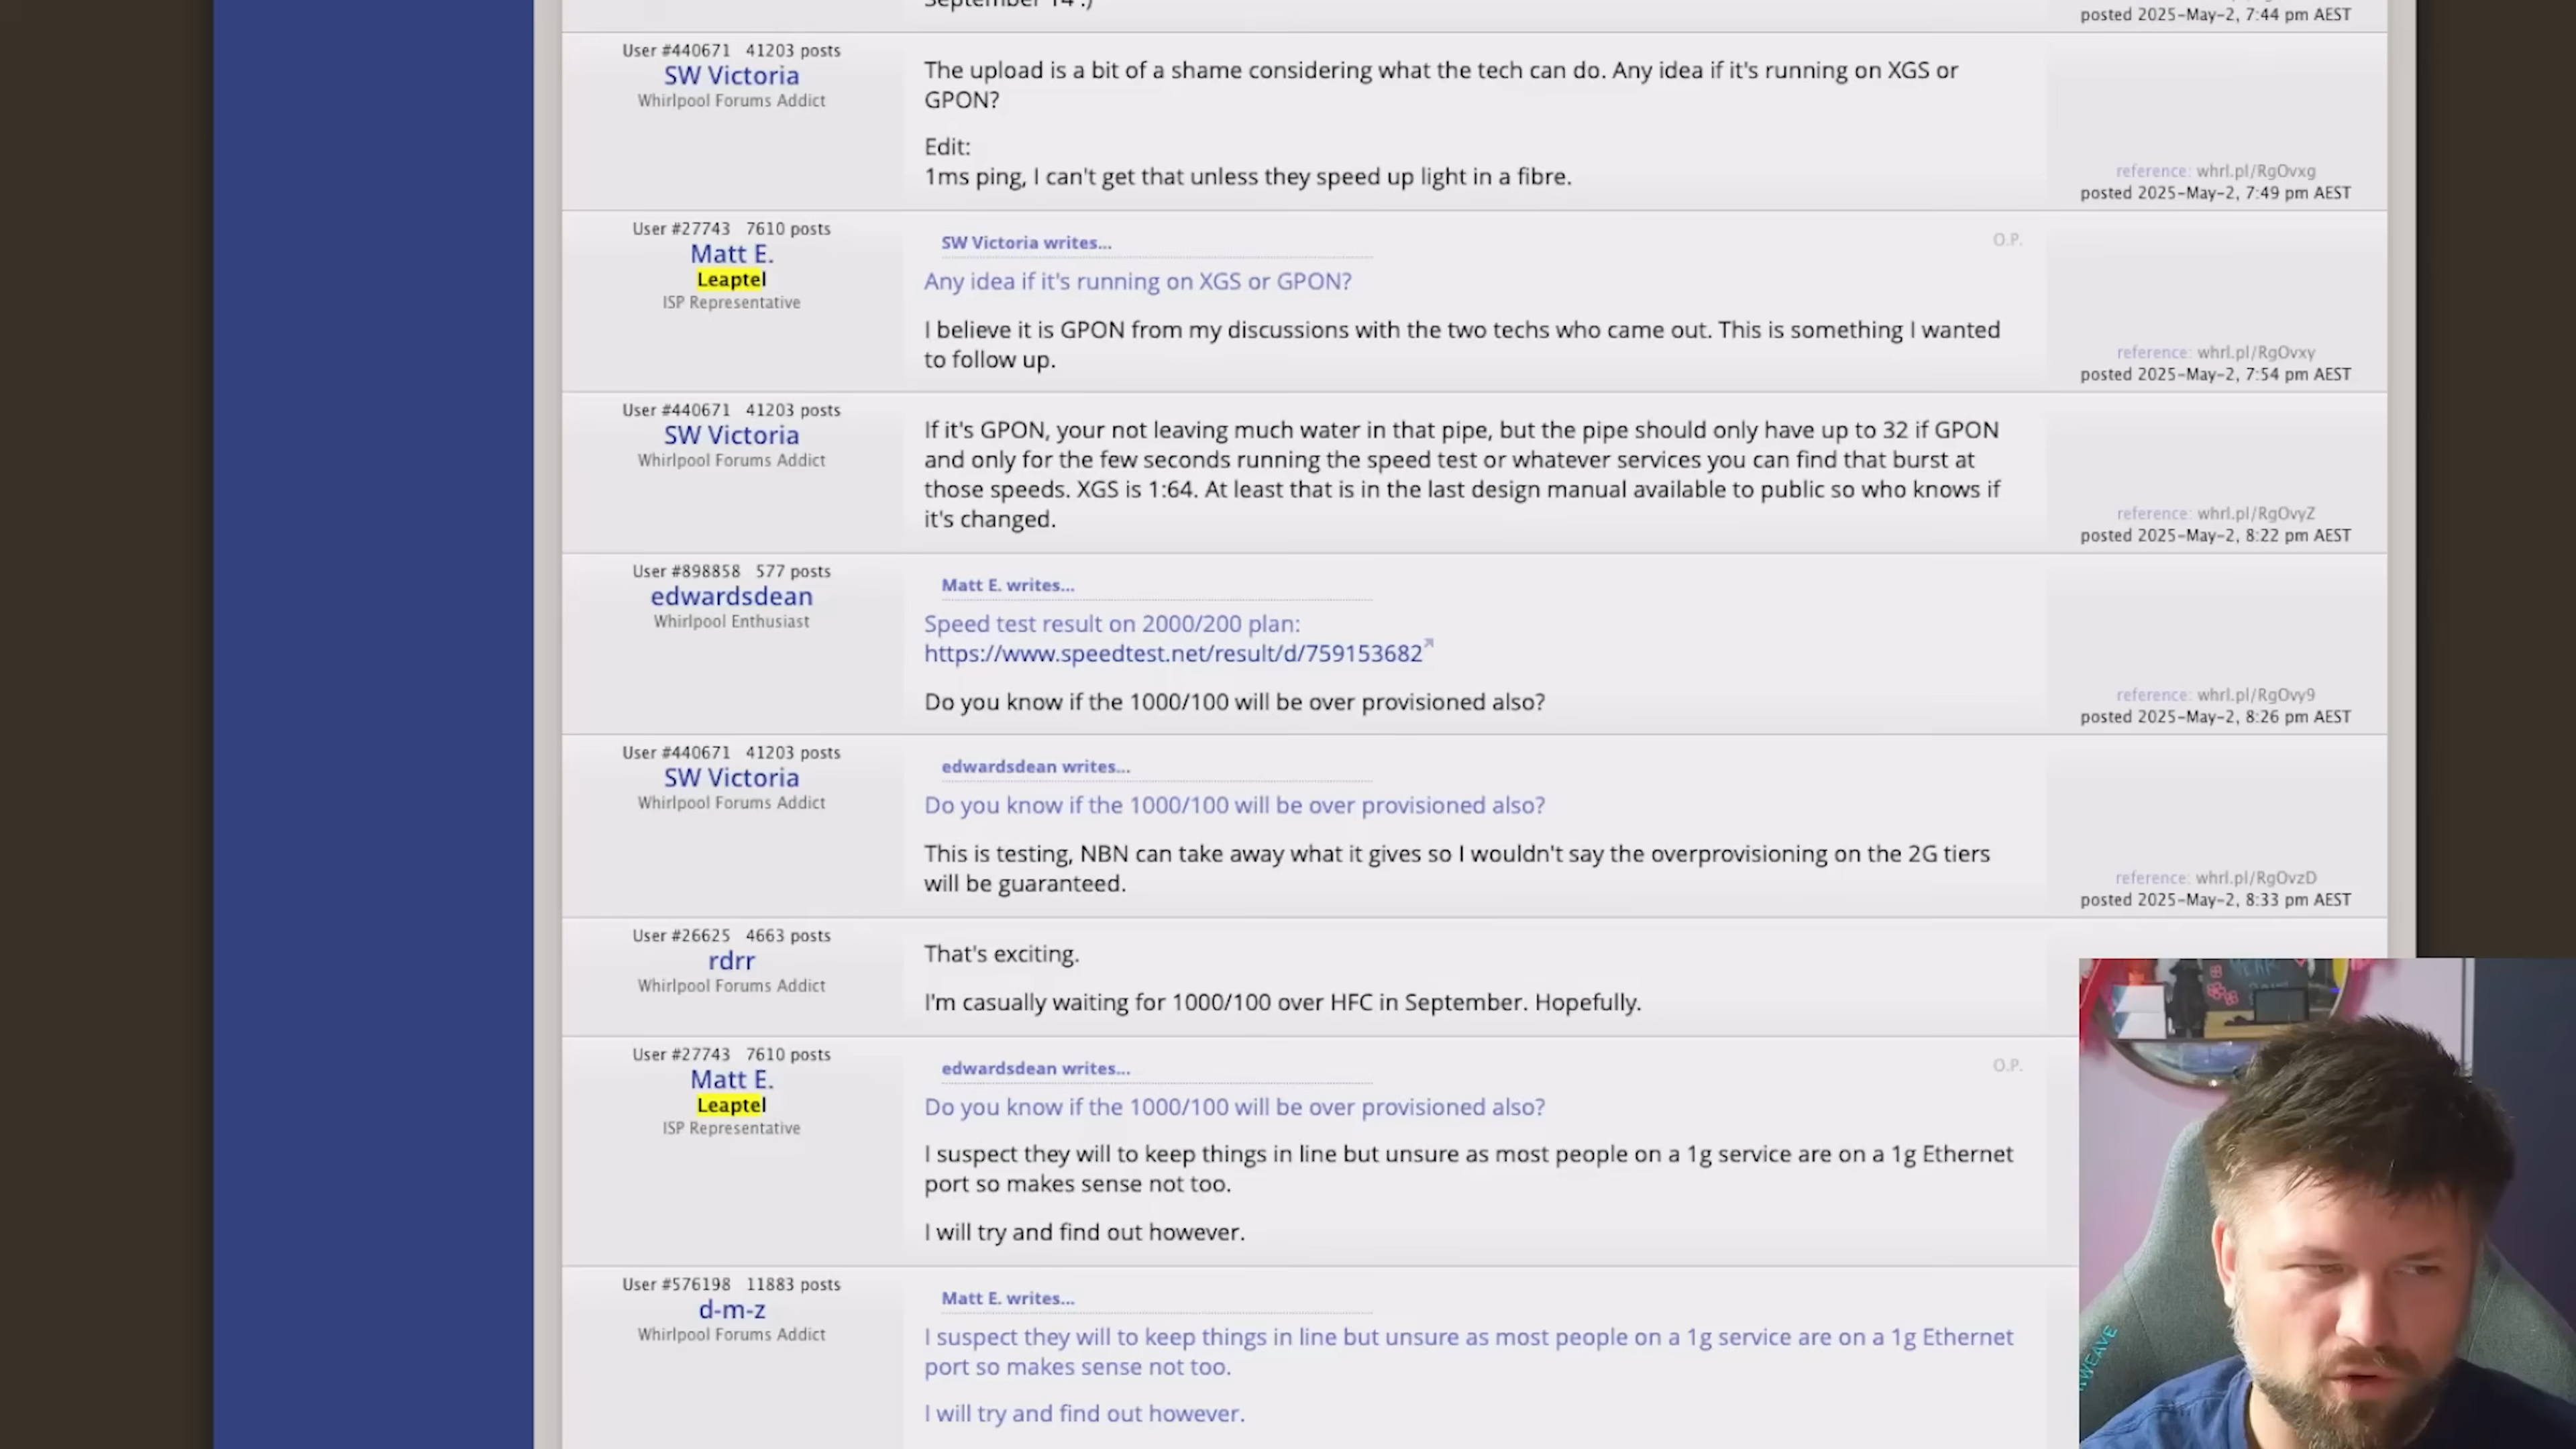 September 14 :)
posted 2025-May-2, 7:44 pm AEST
User #440671 41203 posts
SW Victoria
Whirlpool Forums Addict
The upload is a bit of a shame considering what the tech can do. Any idea if it's running on XGS or
GPON?
Edit:
1ms ping, I can't get that unless they speed up light in a fibre.
reference: whrl.pl/RgOvxg
posted 2025-May-2, 7:49 pm AEST
User #27743 7610 posts
Matt E.
Leaptel
ISP Representative
SW Victoria writes...
O.P.
Any idea if it's running on XGS or GPON?
I believe it is GPON from my discussions with the two techs who came out. This is something I wanted
to follow up.
reference: whrl.pl/RgOvxy
posted 2025-May-2, 7:54 pm AEST
User #440671 41203 posts
SW Victoria
Whirlpool Forums Addict
If it's GPON, your not leaving much water in that pipe, but the pipe should only have up to 32 if GPON
and only for the few seconds running the speed test or whatever services you can find that burst at
those speeds. XGS is 1:64. At least that is in the last design manual available to public so who knows if
it's changed.
reference: whrl.pl/RgOvyZ
posted 2025-May-2, 8:22 pm AEST
User #898858 577 posts
edwardsdean
Whirlpool Enthusiast
Matt E. writes...
Speed test result on 2000/200 plan:
https://www.speedtest.net/result/d/759153682
Do you know if the 1000/100 will be over provisioned also?
reference: whrl.pl/RgOvy9
posted 2025-May-2, 8:26 pm AEST
User #440671 41203 posts
SW Victoria
Whirlpool Forums Addict
edwardsdean writes...
Do you know if the 1000/100 will be over provisioned also?
This is testing, NBN can take away what it gives so I wouldn't say the overprovisioning on the 2G tiers
will be guaranteed.
reference: whrl.pl/RgOvzD
posted 2025-May-2, 8:33 pm AEST
User #26625 4663 posts
rdrr
Whirlpool Forums Addict
That's exciting.
I'm casually waiting for 1000/100 over HFC in September. Hopefully.
User #27743 7610 posts
Matt E.
Leaptel
ISP Representative
edwardsdean writes...
O.P.
Do you know if the 1000/100 will be over provisioned also?
I suspect they will to keep things in line but unsure as most people on a 1g service are on a 1g Ethernet
port so makes sense not too.
I will try and find out however.
User #576198 11883 posts
d-m-z
Whirlpool Forums Addict
Matt E. writes...
I suspect they will to keep things in line but unsure as most people on a 1g service are on a 1g Ethernet
port so makes sense not too.
I will try and find out however.